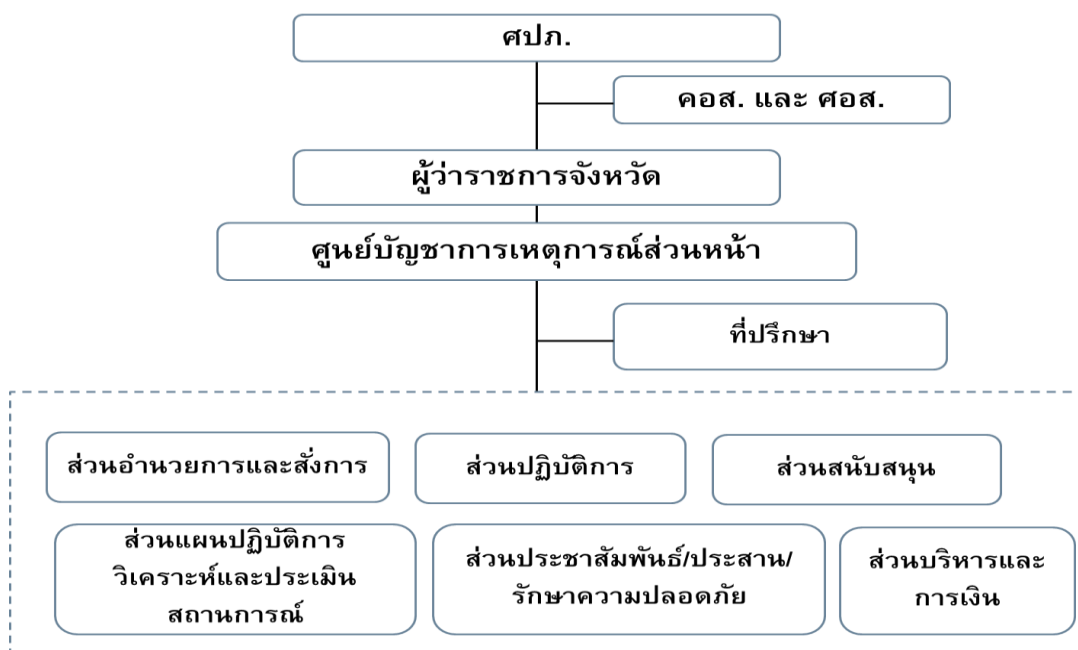 ศปภ.
คอส. และ ศอส.
ผู้ว่าราชการจังหวัด
ศูนย์บัญชาการเหตุการณ์ส่วนหน้า
ที่ปรึกษา
ส่วนอำนวยการและสั่งการ
ส่วนปฏิบัติการ
ส่วนสนับสนุน
ส่วนแผนปฏิบัติการ
วิเคราะห์และประเมิน
สถานการณ์
ส่วนประชาสัมพันธ์/ประสาน/
รักษาความปลอดภัย
ส่วนบริหารและ
การเงิน